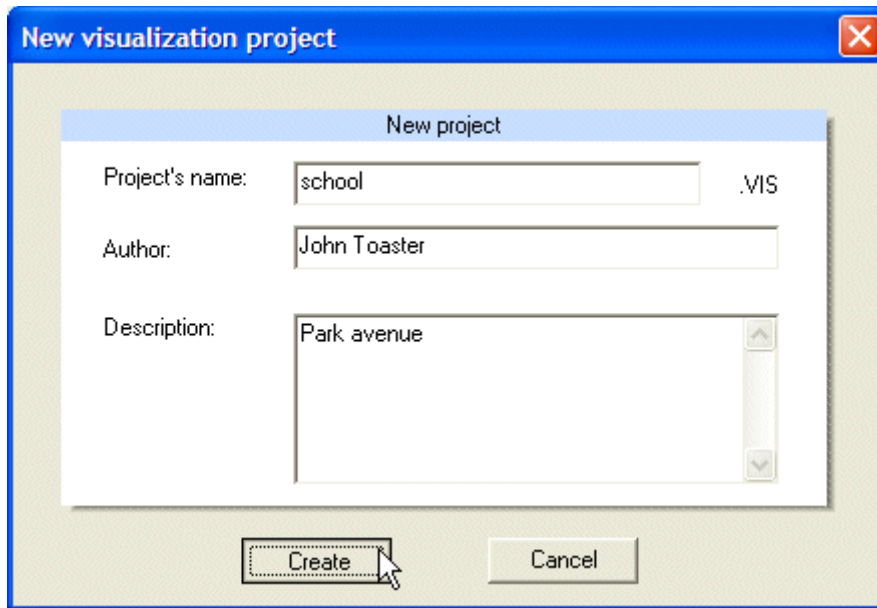 New visualization project
New project
Project's name: school .VIS
Author: John Toaster
Description: Park avenue
Create Cancel